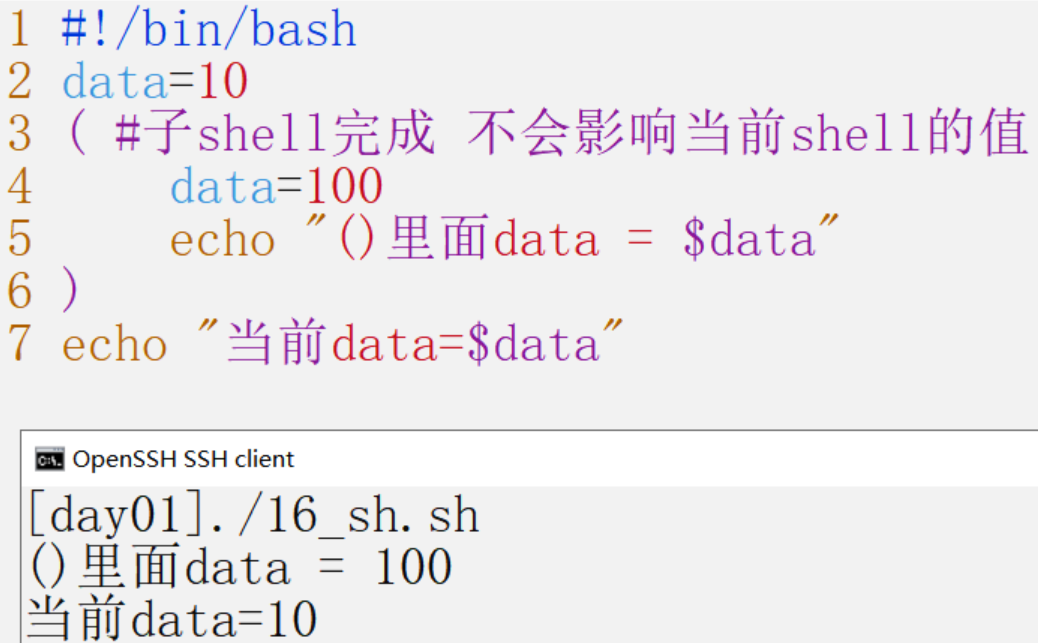 1 #!/bin/bash
2 data=10
3 ( #子shell完成 不会影响当前shell的值
4     data=100
5     echo "()里面data = $data"
6 )
7 echo "当前data=$data"
OpenSSH SSH client
[day01]./16_sh.sh
()里面data = 100
当前data=10